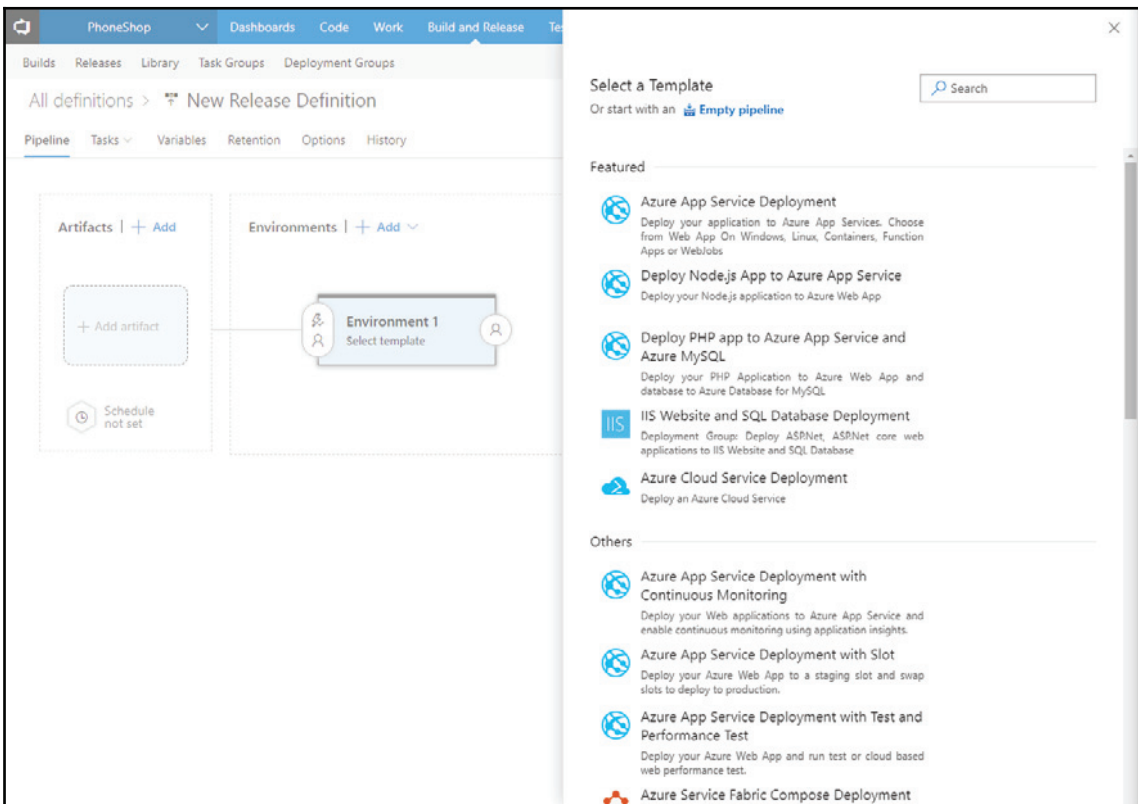 PhoneShop Dashboards Code Work Build and Release Te
Builds Releases Library Task Groups Deployment Groups
All definitions > New Release Definition
Pipeline Tasks Variables Retention Options History
Artifacts | + Add
Environments | + Add
+ Add artifact
Environment 1
Select template
Schedule
not set
Select a Template
Search
Or start with an Empty pipeline
Featured
Azure App Service Deployment
Deploy your application to Azure App Services. Choose
from Web App On Windows, Linux, Containers, Function
Apps or WebJobs
Deploy Node.js App to Azure App Service
Deploy your Node.js application to Azure Web App
Deploy PHP app to Azure App Service and
Azure MySQL
Deploy your PHP Application to Azure Web App and
database to Azure Database for MySQL
IIS
IIS Website and SQL Database Deployment
Deployment Group: Deploy ASP.Net, ASP.Net core web
applications to IIS Website and SQL Database
Azure Cloud Service Deployment
Deploy an Azure Cloud Service
Others
Azure App Service Deployment with
Continuous Monitoring
Deploy your Web applications to Azure App Service and
enable continuous monitoring using application insights.
Azure App Service Deployment with Slot
Deploy your Azure Web App to a staging slot and swap
slots to deploy to production.
Azure App Service Deployment with Test and
Performance Test
Deploy your Azure Web App and run test or cloud based
web performance test.
Azure Service Fabric Compose Deployment